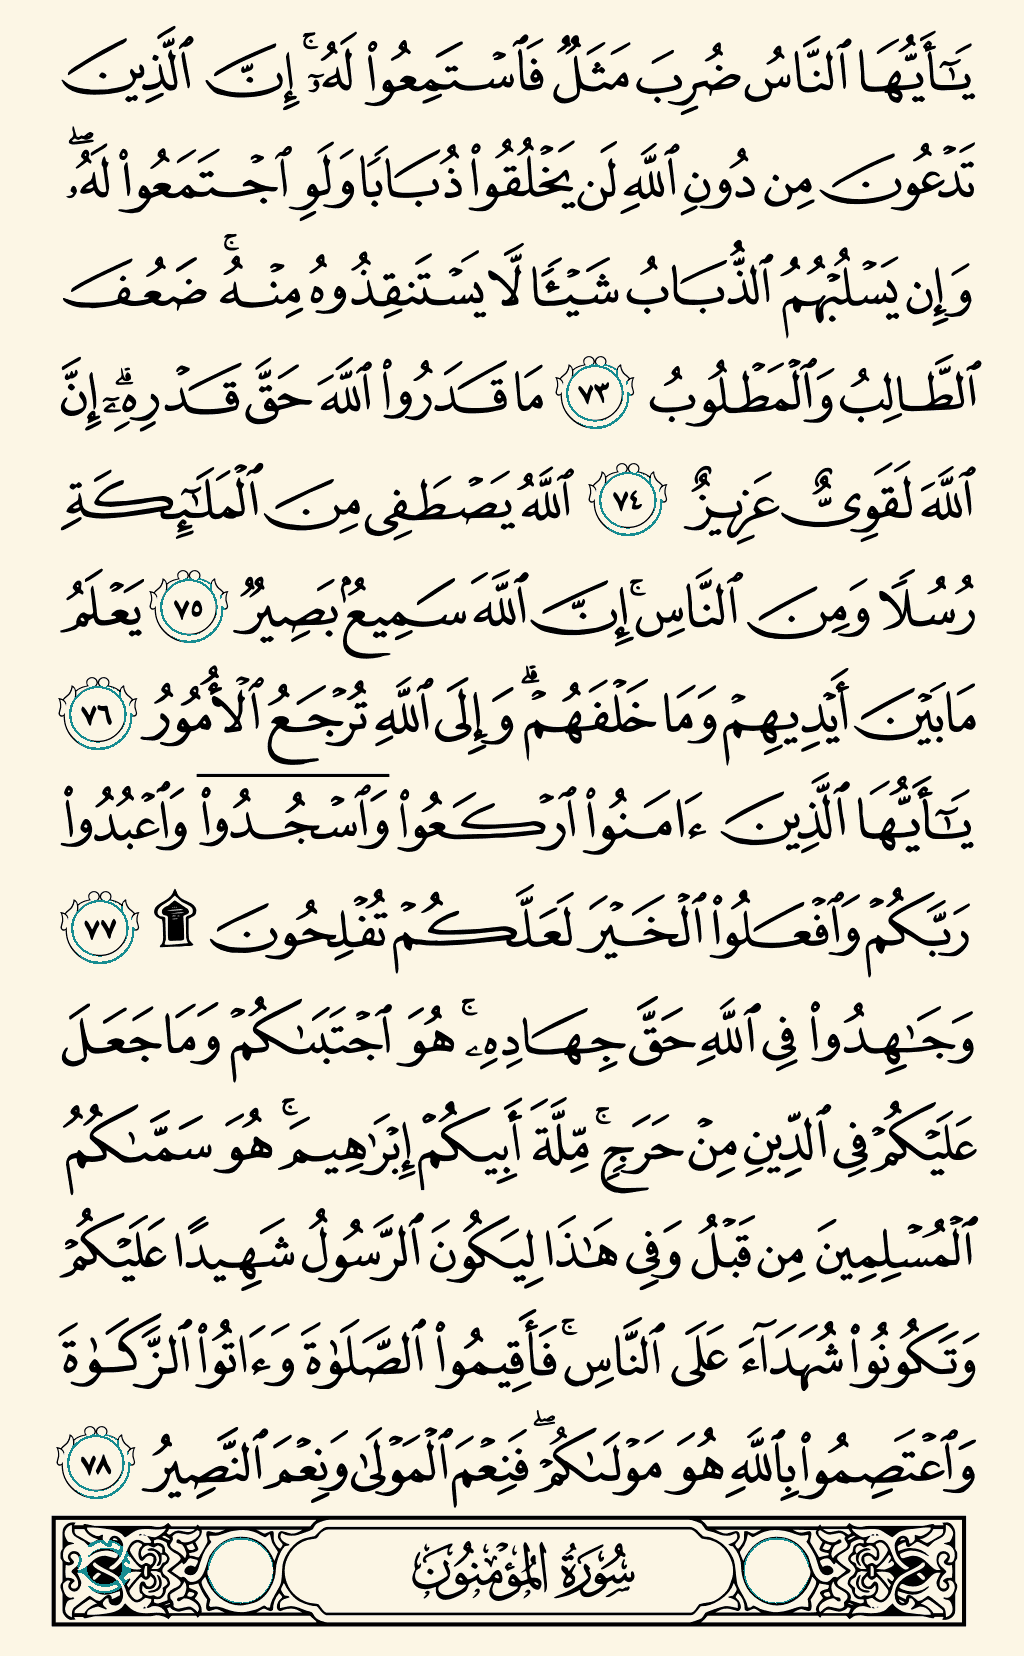 يَٰٓأَيُّهَا ٱلنَّاسُ ضُرِبَ مَثَلٌ فَٱسْتَمِعُوا۟ لَهُۥٓ ۚ إِنَّ ٱلَّذِينَ
تَدْعُونَ مِن دُونِ ٱللَّهِ لَن يَخْلُقُوا۟ ذُبَابًا وَلَوِ ٱجْتَمَعُوا۟ لَهُۥ ۖ
وَإِن يَسْلُبْهُمُ ٱلذُّبَابُ شَيْـًٔا لَّا يَسْتَنقِذُوهُ مِنْهُ ۚ ضَعُفَ
ٱلطَّالِبُ وَٱلْمَطْلُوبُ ٧٣ مَا قَدَرُوا۟ ٱللَّهَ حَقَّ قَدْرِهِۦٓ ۗ إِنَّ
ٱللَّهَ لَقَوِىٌّ عَزِيزٌ ٧٤ ٱللَّهُ يَصْطَفِى مِنَ ٱلْمَلَٰٓئِكَةِ
رُسُلًا وَمِنَ ٱلنَّاسِ ۚ إِنَّ ٱللَّهَ سَمِيعٌۢ بَصِيرٌ ٧٥ يَعْلَمُ
مَا بَيْنَ أَيْدِيهِمْ وَمَا خَلْفَهُمْ ۗ وَإِلَى ٱللَّهِ تُرْجَعُ ٱلْأُمُورُ ٧٦
يَٰٓأَيُّهَا ٱلَّذِينَ ءَامَنُوا۟ ٱرْكَعُوا۟ وَٱسْجُدُوا۟ وَٱعْبُدُوا۟
رَبَّكُمْ وَٱفْعَلُوا۟ ٱلْخَيْرَ لَعَلَّكُمْ تُفْلِحُونَ ۩ ٧٧
وَجَٰهِدُوا۟ فِى ٱللَّهِ حَقَّ جِهَادِهِۦ ۚ هُوَ ٱجْتَبَىٰكُمْ وَمَا جَعَلَ
عَلَيْكُمْ فِى ٱلدِّينِ مِنْ حَرَجٍ ۚ مِّلَّةَ أَبِيكُمْ إِبْرَٰهِيمَ ۚ هُوَ سَمَّىٰكُمُ
ٱلْمُسْلِمِينَ مِن قَبْلُ وَفِى هَٰذَا لِيَكُونَ ٱلرَّسُولُ شَهِيدًا عَلَيْكُمْ
وَتَكُونُوا۟ شُهَدَآءَ عَلَى ٱلنَّاسِ ۚ فَأَقِيمُوا۟ ٱلصَّلَوٰةَ وَءَاتُوا۟ ٱلزَّكَوٰةَ
وَٱعْتَصِمُوا۟ بِٱللَّهِ هُوَ مَوْلَىٰكُمْ ۖ فَنِعْمَ ٱلْمَوْلَىٰ وَنِعْمَ ٱلنَّصِيرُ ٧٨
سُورَةُ المُؤْمِنُونَ